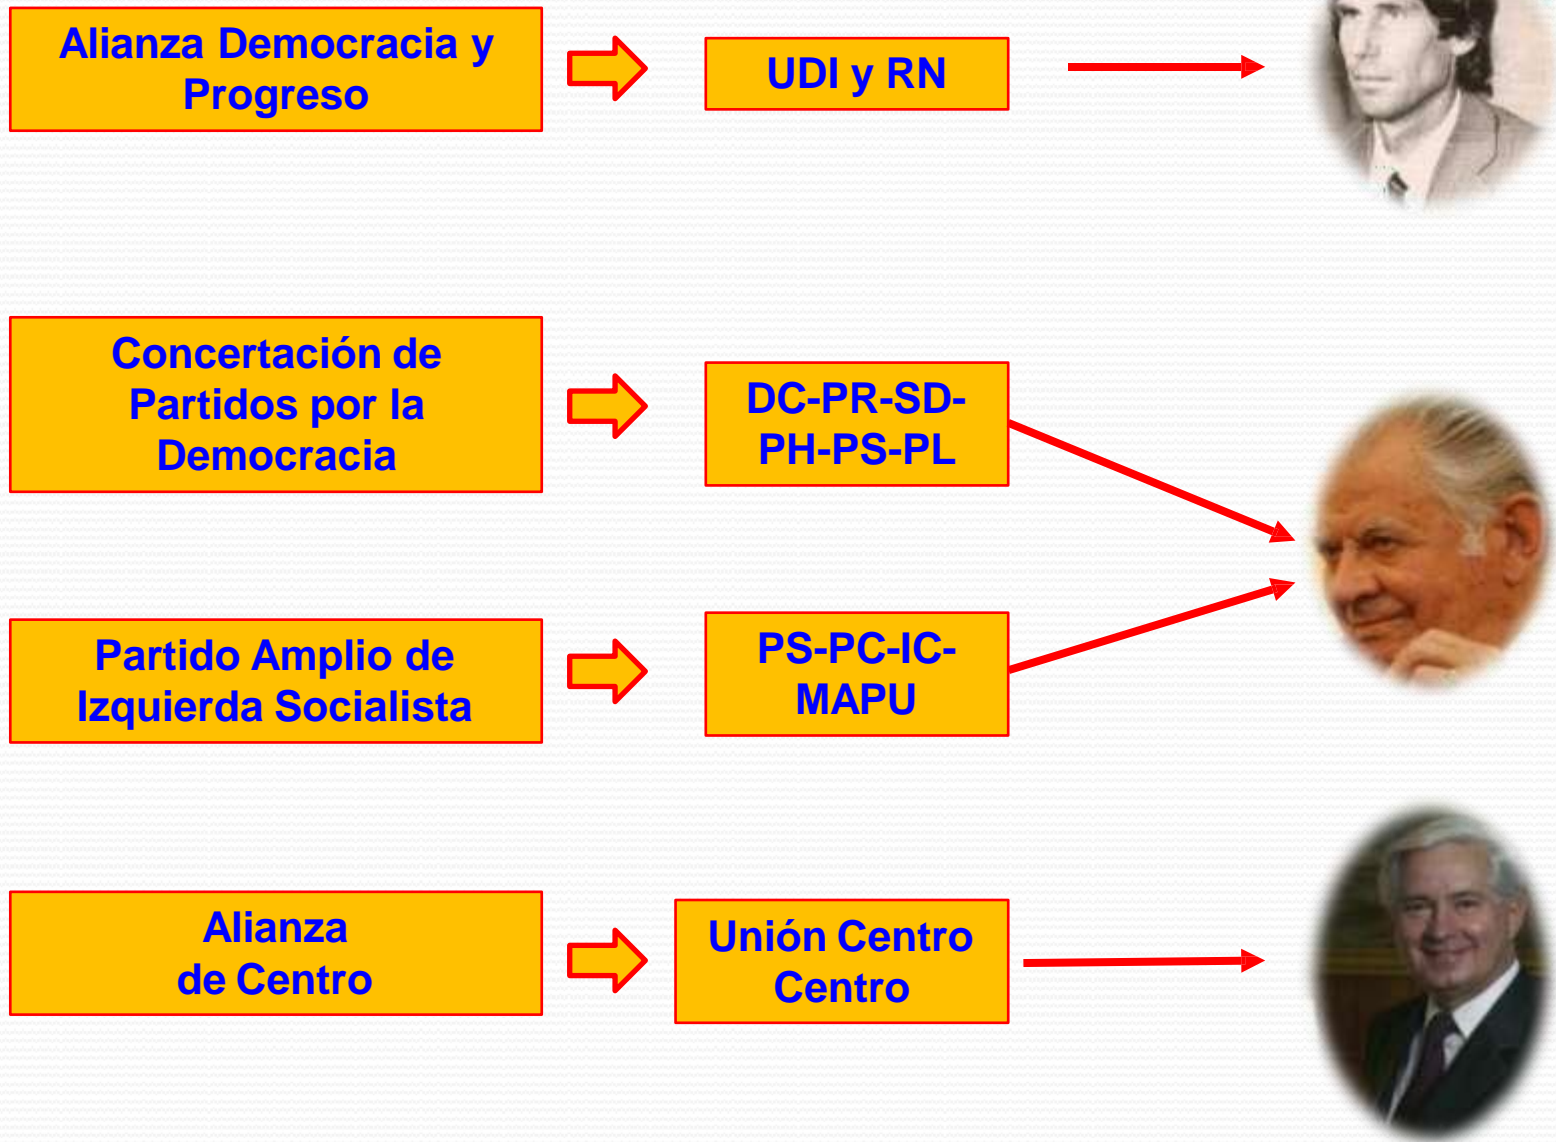 Alianza Democracia y
Progreso
UDI y RN
Concertación de
Partidos por la
Democracia
DC-PR-SD-
PH-PS-PL
Partido Amplio de
Izquierda Socialista
PS-PC-IC-
MAPU
Alianza
de Centro
Unión Centro
Centro